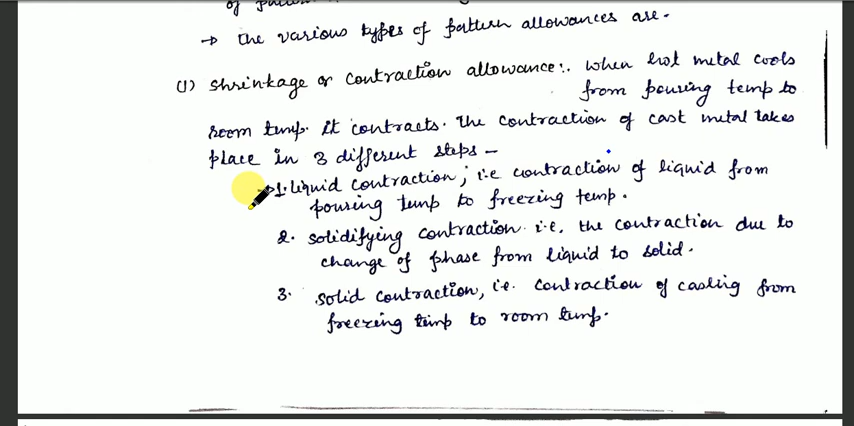 → the various types of pattern allowances are.
(1) Shrinkage or contraction allowance:. when hot metal cools
from pouring temp to
room temp. it contracts. The contraction of cast metal takes
place in 3 different steps –
→ 1. liquid contraction, i.e contraction of liquid from
pouring temp to freezing temp.
2. solidifying contraction i.e. the contraction due to
change of phase from liquid to solid.
3. solid contraction, i.e. contraction of casting from
freezing temp to room temp.